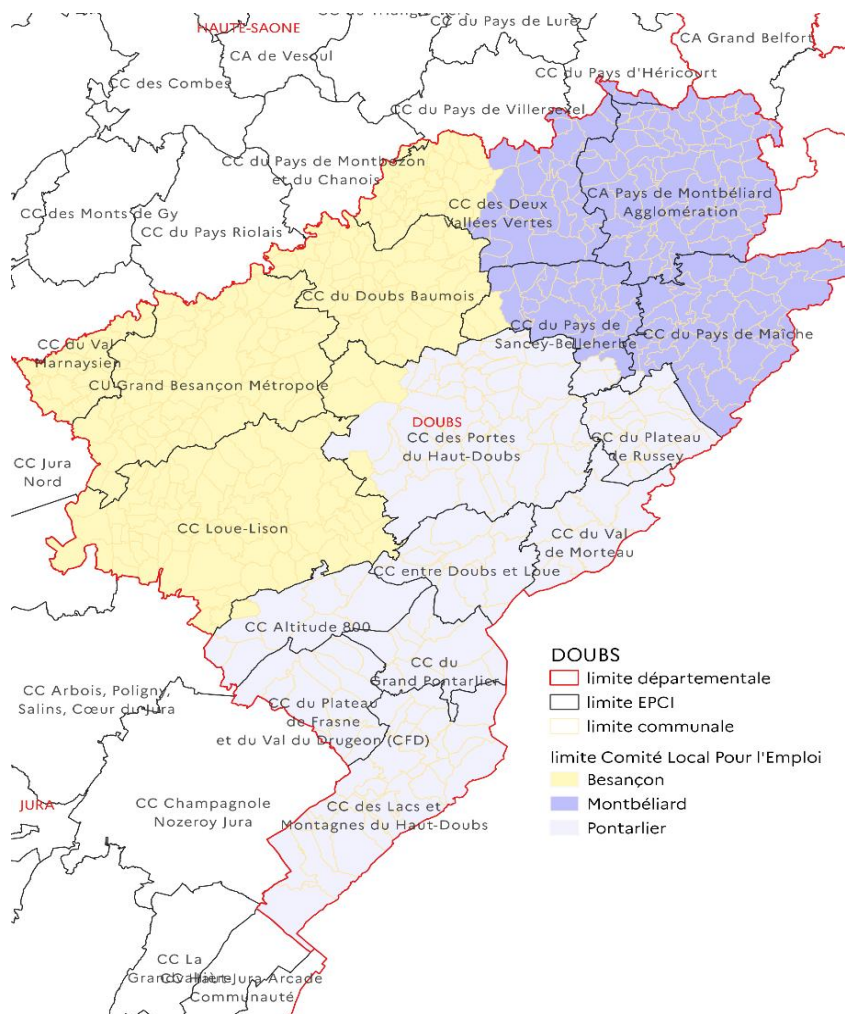 HAUTE-SAONE
CC du Pays de Lure
CA de Vesoul
CA Grand Belfort
CC des Combes
CC du Pays d'Héricourt
CC du Pays de Villersexel
CC du Pays de Montbozon
et du Chanois
CC des Monts de Gy
CC du Pays Riolais
CC des Deux
Vallées Vertes
CA Pays de Montbéliard
Agglomération
CC du Doubs Baumois
CC du Pays de
Sancey-Belleherbe
CC du Pays de Maîche
CC du Val
Marnaysien
CU Grand Besançon Métropole
DOUBS
CC des Portes
du Haut-Doubs
CC du Plateau
de Russey
CC Jura
Nord
CC Loue-Lison
CC du Val
de Morteau
CC entre Doubs et Loue
CC Altitude 800
CC du
Grand Pontarlier
CC Arbois, Poligny,
Salins, Cœur du Jura
CC du Plateau
de Frasne
et du Val du Drugeon (CFD)
JURA
CC Champagnole
Nozeroy Jura
CC des Lacs et
Montagnes du Haut-Doubs
CC La
Grandvallière
CC Haut-Jura-Arcade
Communauté
DOUBS
limite départementale
limite EPCI
limite communale
limite Comité Local Pour l'Emploi
Besançon
Montbéliard
Pontarlier